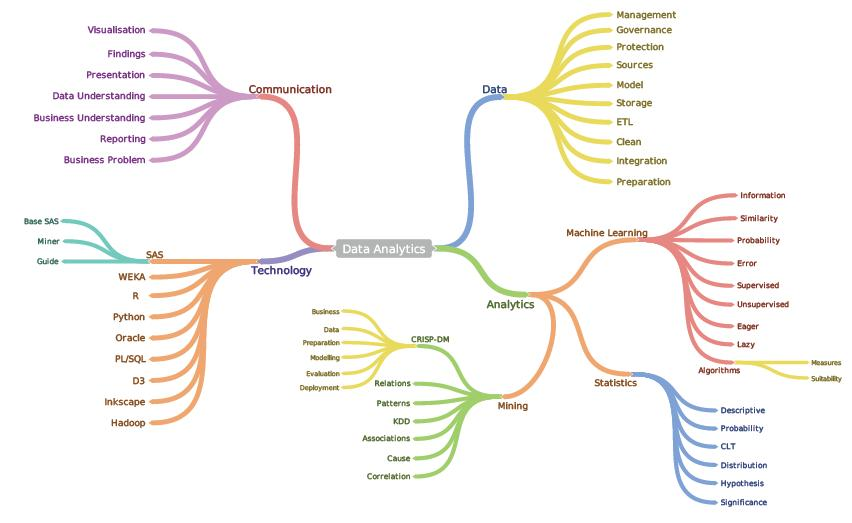 Data Analytics
Communication
Visualisation
Findings
Presentation
Data Understanding
Business Understanding
Reporting
Business Problem
Technology
SAS
Base SAS
Miner
Guide
WEKA
R
Python
Oracle
PL/SQL
D3
Inkscape
Hadoop
Data
Management
Governance
Protection
Sources
Model
Storage
ETL
Clean
Integration
Preparation
Analytics
Machine Learning
Information
Similarity
Probability
Error
Supervised
Unsupervised
Eager
Lazy
Algorithms
Measures
Suitability
Statistics
Descriptive
Probability
CLT
Distribution
Hypothesis
Significance
Mining
CRISP-DM
Business
Data
Preparation
Modelling
Evaluation
Deployment
Relations
Patterns
KDD
Associations
Cause
Correlation